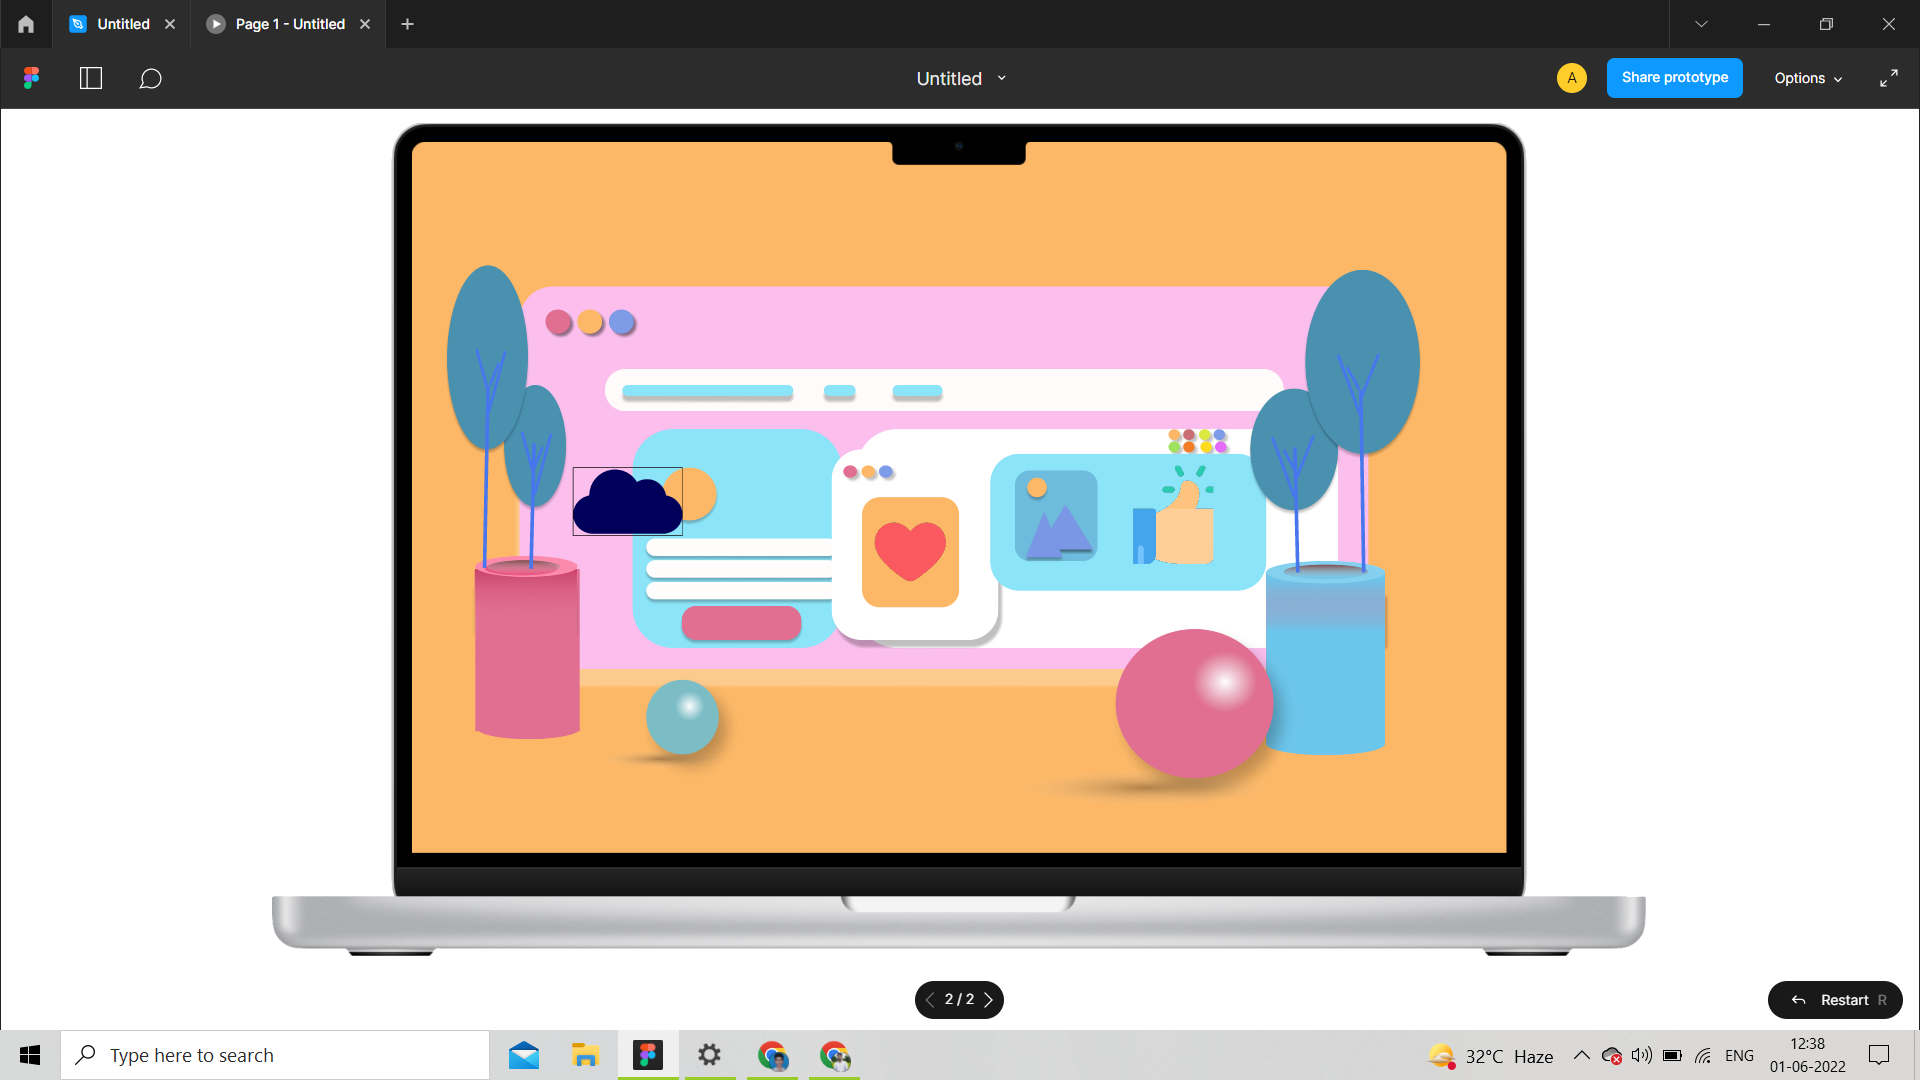 Untitled
Page 1 - Untitled
Untitled
A
Share prototype
Options
2 / 2
Restart R
Type here to search
32°C Haze
ENG
12:38
01-06-2022